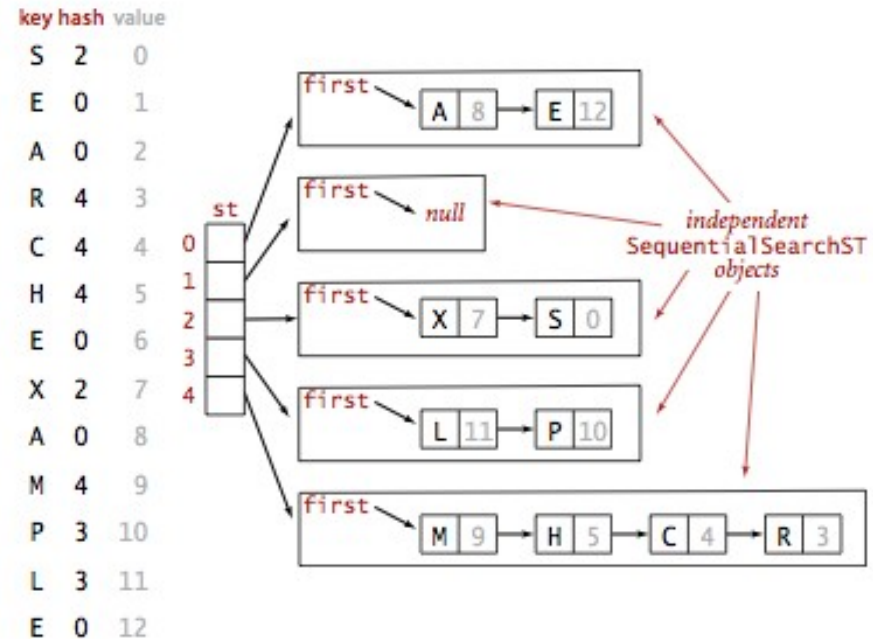 key hash value
S 2 0
E 0 1
A 0 2
R 4 3
C 4 4
H 4 5
E 0 6
X 2 7
A 0 8
M 4 9
P 3 10
L 3 11
E 0 12
st
0
1
2
3
4
first
A 8 E 12
first
null
first
X 7 S 0
first
L 11 P 10
first
M 9 H 5 C 4 R 3
independent
SequentialSearchST
objects